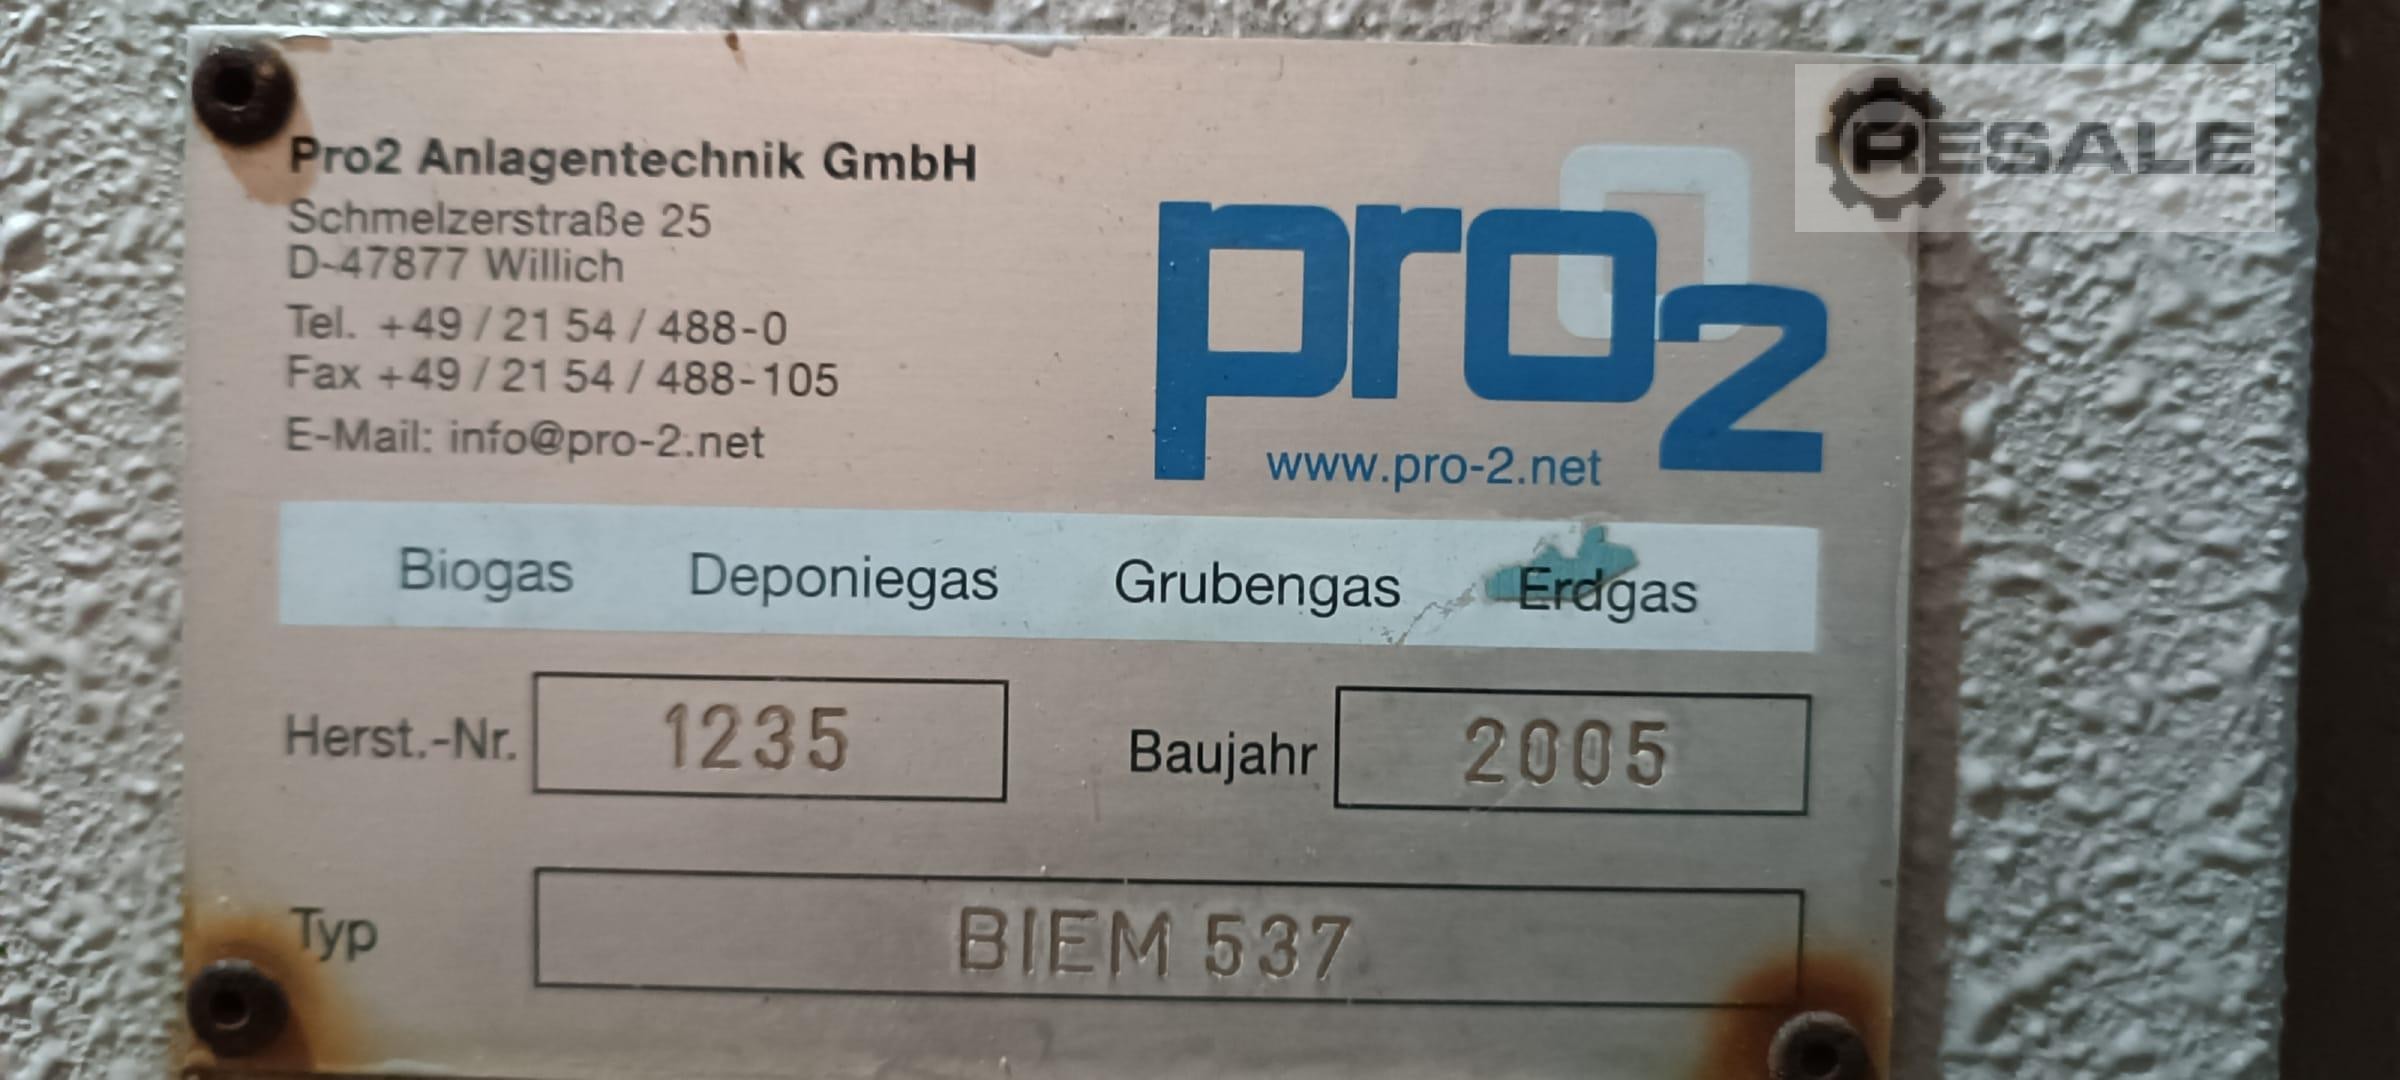 Pro2 Anlagentechnik GmbH
Schmelzerstraße 25
D-47877 Willich
Tel. +49 / 21 54 / 488-0
Fax +49 / 21 54 / 488-105
E-Mail: info@pro-2.net
pro2
www.pro-2.net
RESALE
Biogas Deponiegas Grubengas Erdgas
Herst.-Nr. 1235 Baujahr 2005
Typ BIEM 537